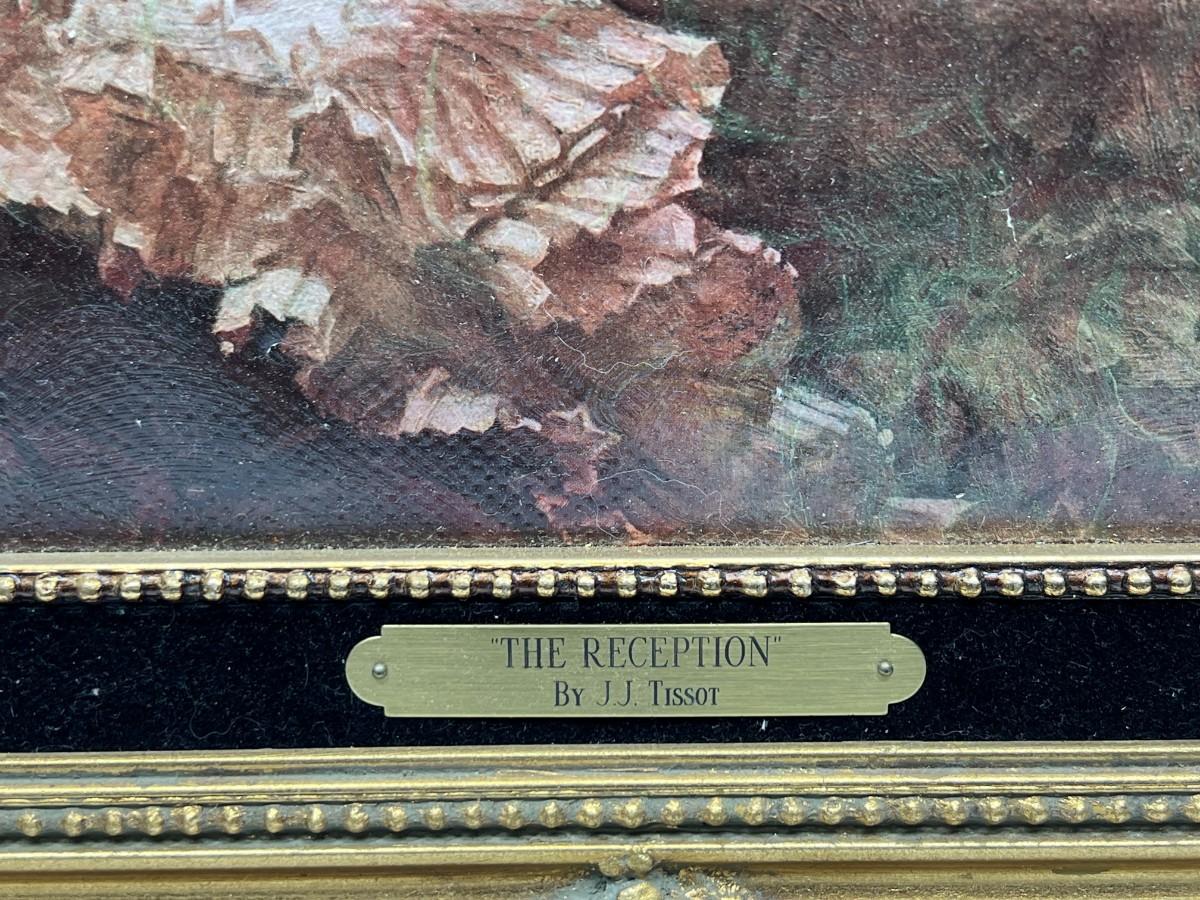 "THE RECEPTION"
BY J.J. TISSOT